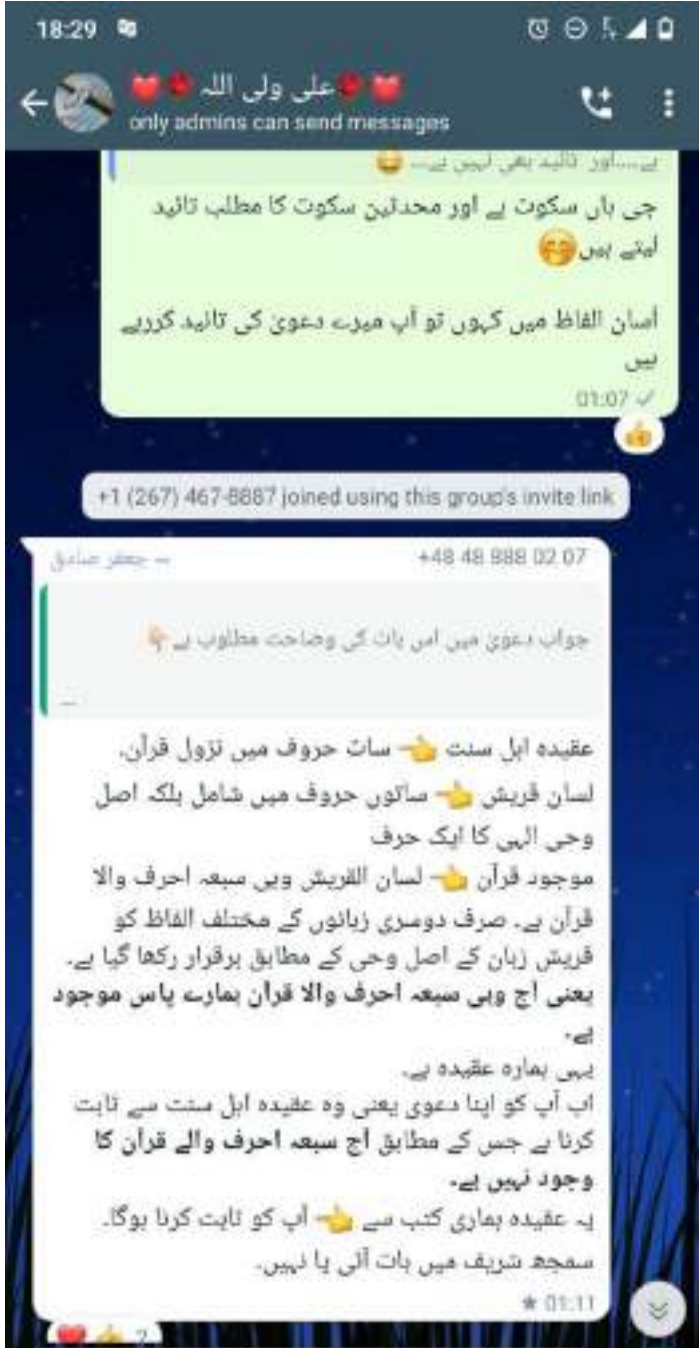 18:29
علی ولی اللہ
only admins can send messages
ہے.....اور تائید بھی نہیں ہے...
جی ہاں سکوت ہے اور محدثین سکوت کا مطلب تائید
لیتے ہیں🤭
آسان الفاظ میں کہوں تو آپ میرے دعویٰ کی تائید کررہے
ہیں
01:07
+1 (267) 467-8887 joined using this group's invite link
~ جعفر صادق
+48 48 888 02 07
جواب دعویٰ میں اس بات کی وضاحت مطلوب ہے👇🏻
...
عقیدہ اہل سنت 👈 سات حروف میں نزول قرآن.
لسان قریش 👈 ساتوں حروف میں شامل بلکہ اصل
وحی الہی کا ایک حرف
موجود قرآن 👈 لسان القریش وہی سبعہ احرف والا
قرآن ہے۔ صرف دوسری زبانوں کے مختلف الفاظ کو
قریش زبان کے اصل وحی کے مطابق برقرار رکھا گیا ہے۔
یعنی آج وہی سبعہ احرف والا قرآن ہمارے پاس موجود
ہے۔
یہی ہمارہ عقیدہ ہے۔
اب آپ کو اپنا دعوی یعنی وہ عقیدہ اہل سنت سے ثابت
کرنا ہے جس کے مطابق آج سبعہ احرف والے قرآن کا
وجود نہیں ہے۔
یہ عقیدہ ہماری کتب سے 👈 آپ کو ثابت کرنا ہوگا۔
سمجھ شریف میں بات آئی یا نہیں۔
01:11
2